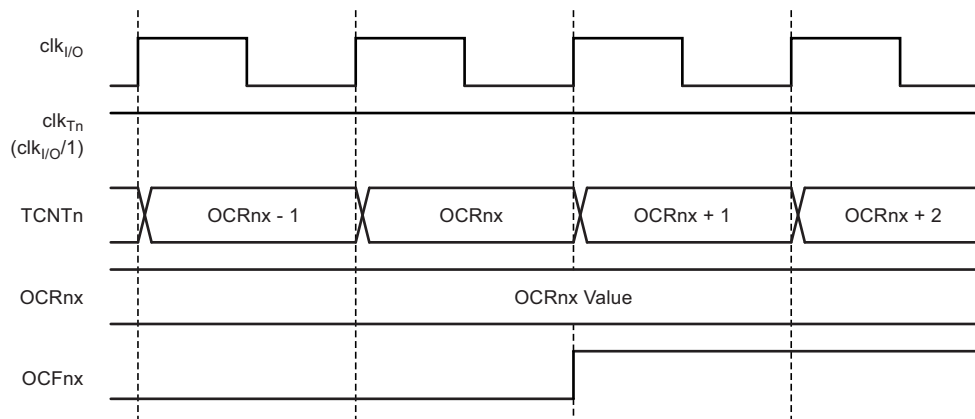 clkI/O
clkTn
(clkI/O/1)
TCNTn OCRnx - 1 OCRnx OCRnx + 1 OCRnx + 2
OCRnx OCRnx Value
OCFnx